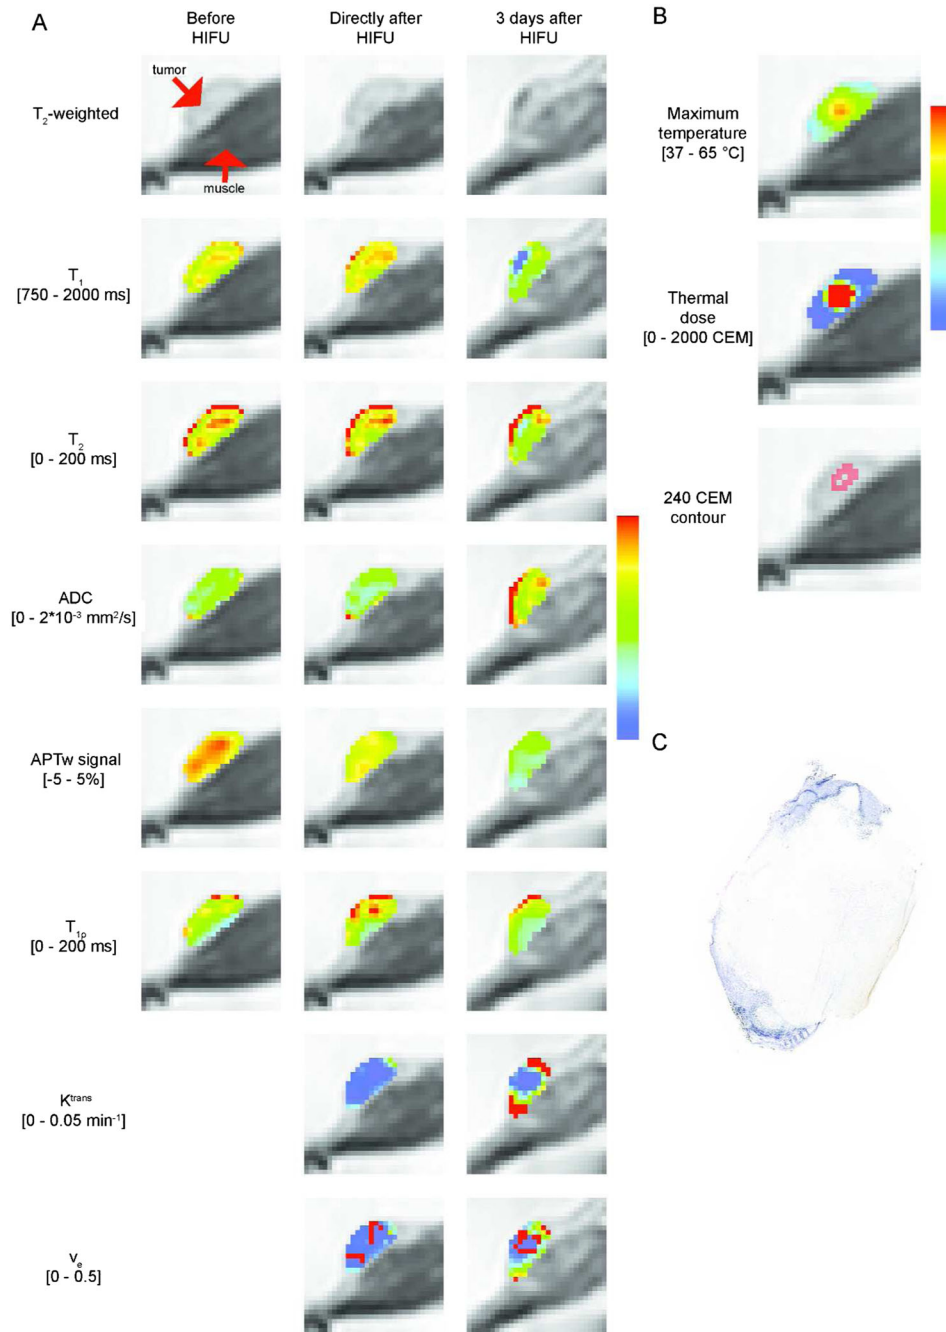 A
Before
HIFU
Directly after
HIFU
3 days after
HIFU
T2-weighted
tumor
muscle
T1
[750 - 2000 ms]
T2
[0 - 200 ms]
ADC
[0 - 2*10-3 mm2/s]
APTw signal
[-5 - 5%]
T1ρ
[0 - 200 ms]
Ktrans
[0 - 0.05 min-1]
ve
[0 - 0.5]
B
Maximum
temperature
[37 - 65 °C]
Thermal
dose
[0 - 2000 CEM]
240 CEM
contour
C